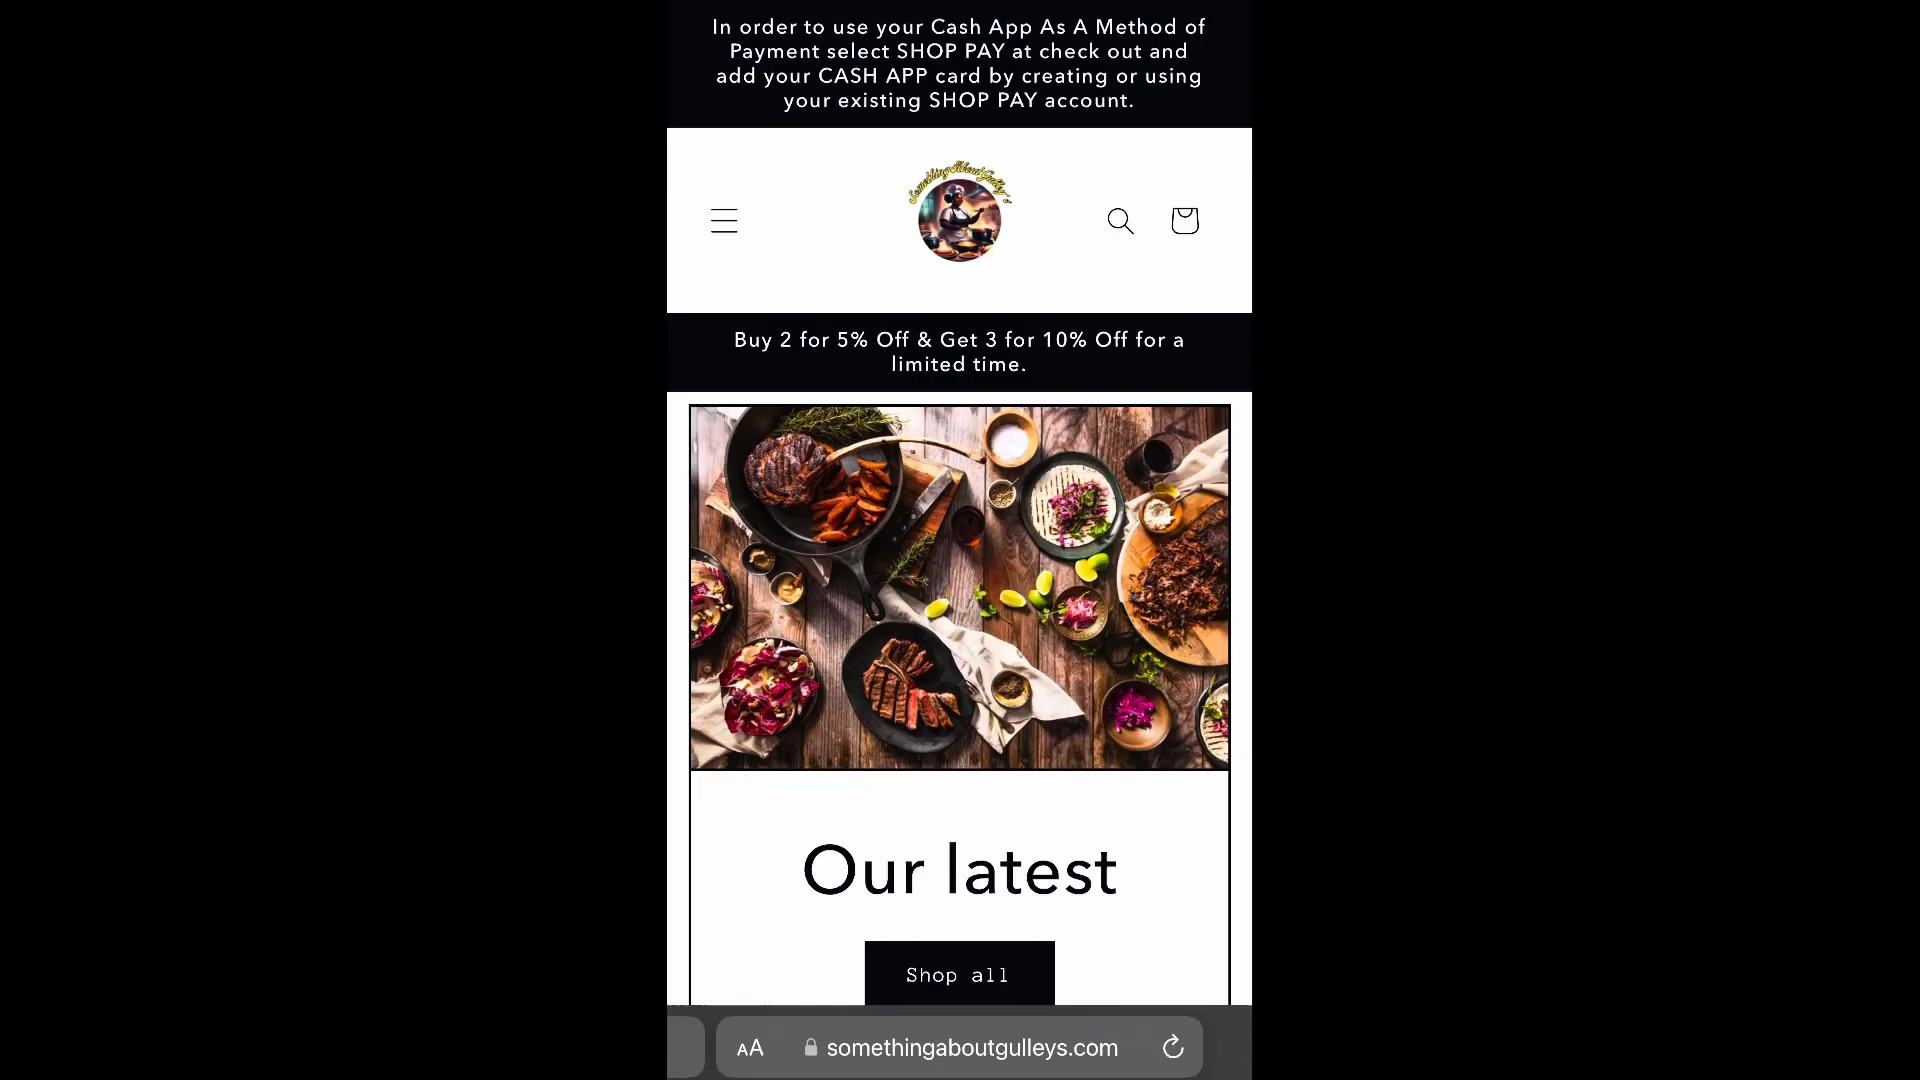 In order to use your Cash App As A Method of
Payment select SHOP PAY at check out and
add your CASH APP card by creating or using
your existing SHOP PAY account.
SomethingAboutGulley's
Buy 2 for 5% Off & Get 3 for 10% Off for a
limited time.
Our latest
Shop all
AA
somethingaboutgulleys.com